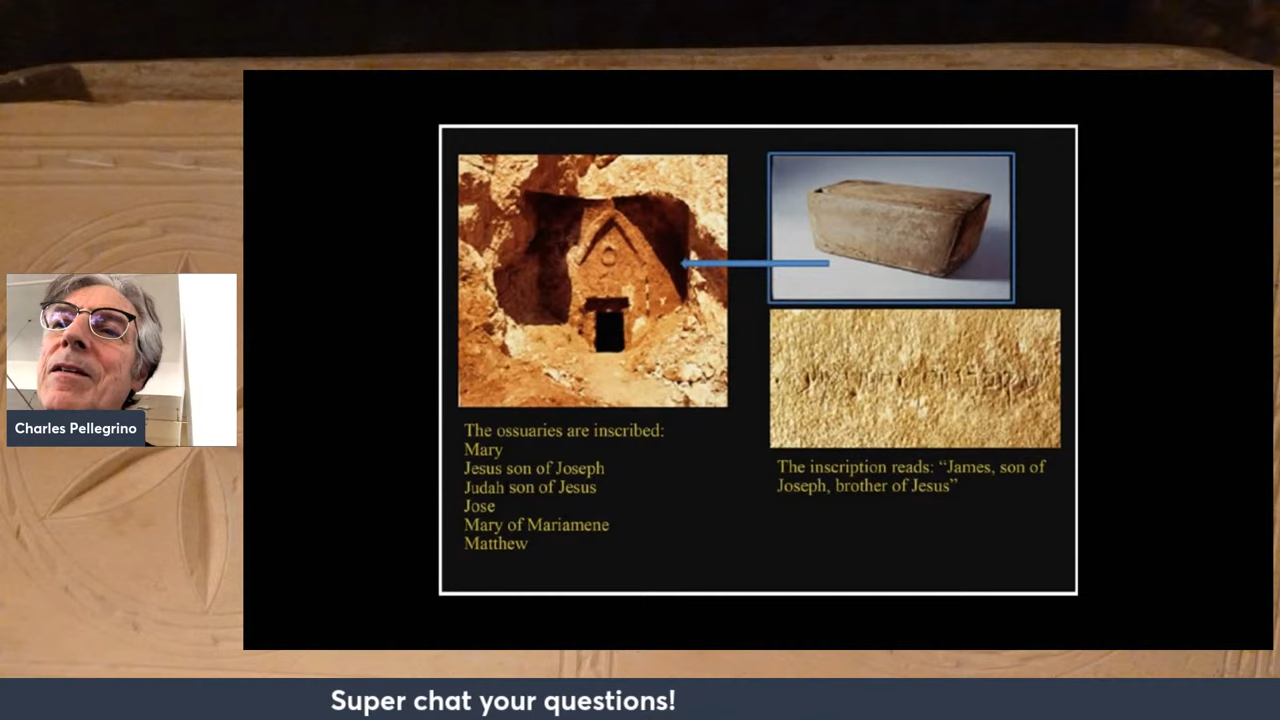 Charles Pellegrino
The ossuaries are inscribed:
Mary
Jesus son of Joseph
Judah son of Jesus
Jose
Mary of Mariamene
Matthew
The inscription reads: “James, son of
Joseph, brother of Jesus”
Super chat your questions!